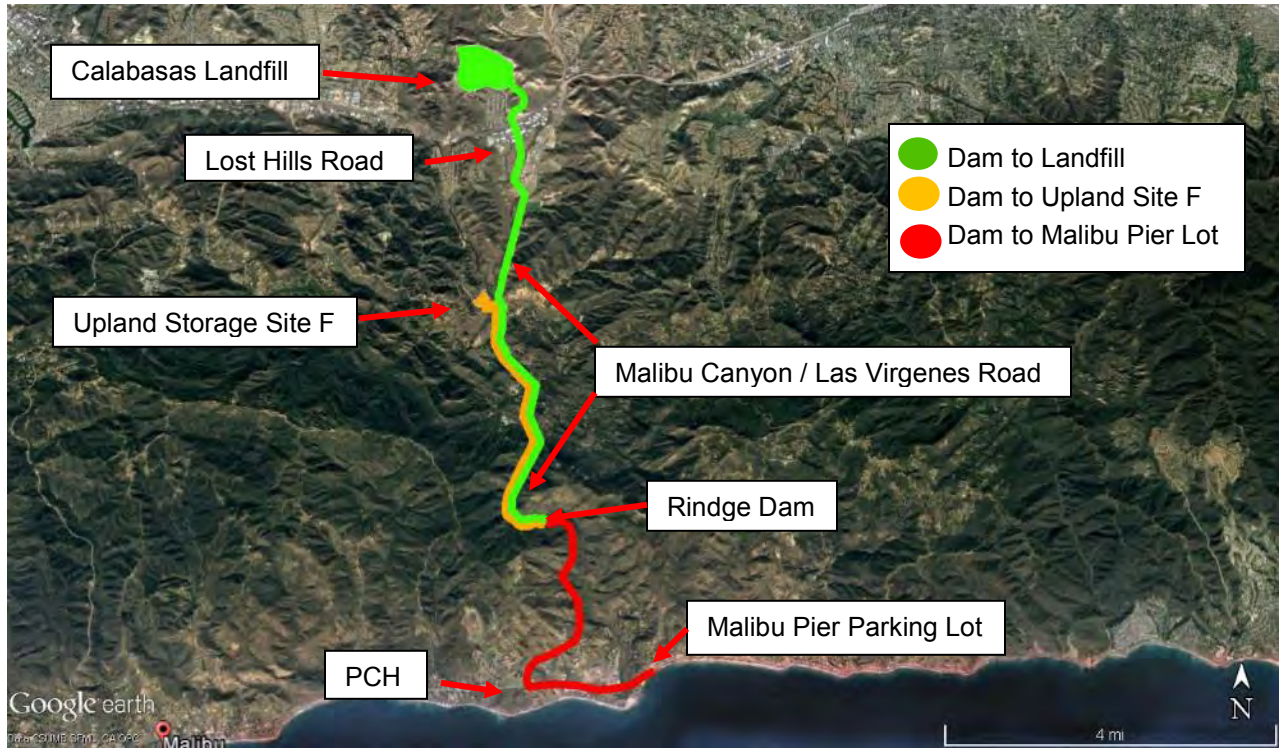 Calabasas Landfill
Lost Hills Road
Dam to Landfill
Dam to Upland Site F
Dam to Malibu Pier Lot
Upland Storage Site F
Malibu Canyon / Las Virgenes Road
Rindge Dam
Malibu Pier Parking Lot
PCH
Google earth
Malibu
4 mi
N